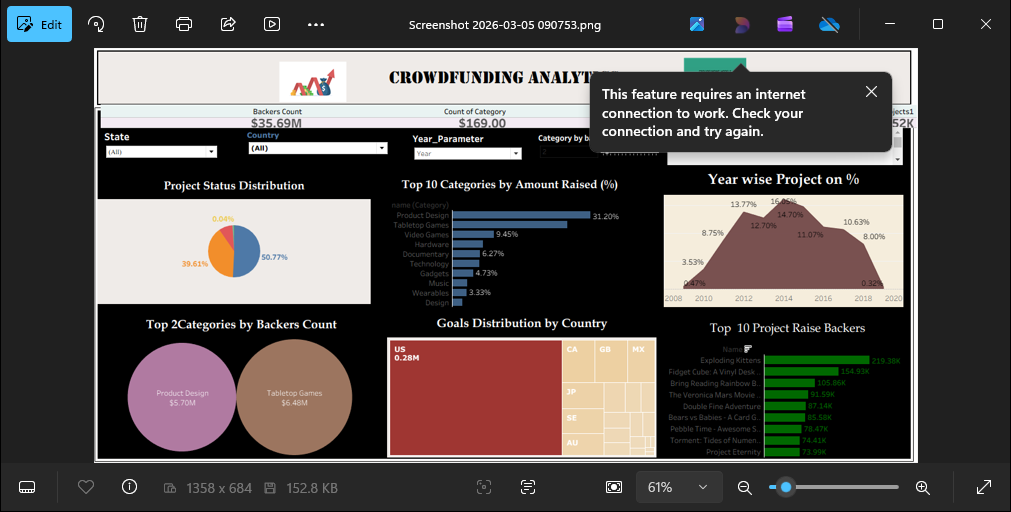 Edit
Screenshot 2026-03-05 090753.png
CROWDFUNDING ANALYT
This feature requires an internet
connection to work. Check your
connection and try again.
Backers Count
$35.69M
Count of Category
$169.00
jects1
52K
State
(All)
Country
(All)
Year_Parameter
Year
Category by ba
2
Project Status Distribution
0.04%
39.61%
50.77%
Top 10 Categories by Amount Raised (%)
name (Category)
Product Design
31.20%
Tabletop Games
Video Games
9.45%
Hardware
Documentary
6.27%
Technology
Gadgets
4.73%
Music
Wearables
3.33%
Design
Year wise Project on %
0.47%
3.53%
8.75%
13.77%
12.70%
16.05%
14.70%
11.07%
10.63%
8.00%
0.32%
2008 2010 2012 2014 2016 2018 2020
Top 2Categories by Backers Count
Product Design
$5.70M
Tabletop Games
$6.48M
Goals Distribution by Country
US
0.28M
CA
GB
MX
JP
SE
AU
Top 10 Project Raise Backers
Name
Exploding Kittens
219.38K
Fidget Cube: A Vinyl Desk ..
154.93K
Bring Reading Rainbow B..
105.86K
The Veronica Mars Movie ..
91.59K
Double Fine Adventure
87.14K
Bears vs Babies - A Card G..
85.58K
Pebble Time - Awesome S..
78.47K
Torment: Tides of Numen..
74.41K
Project Eternity
73.99K
1358 x 684
152.8 KB
61%